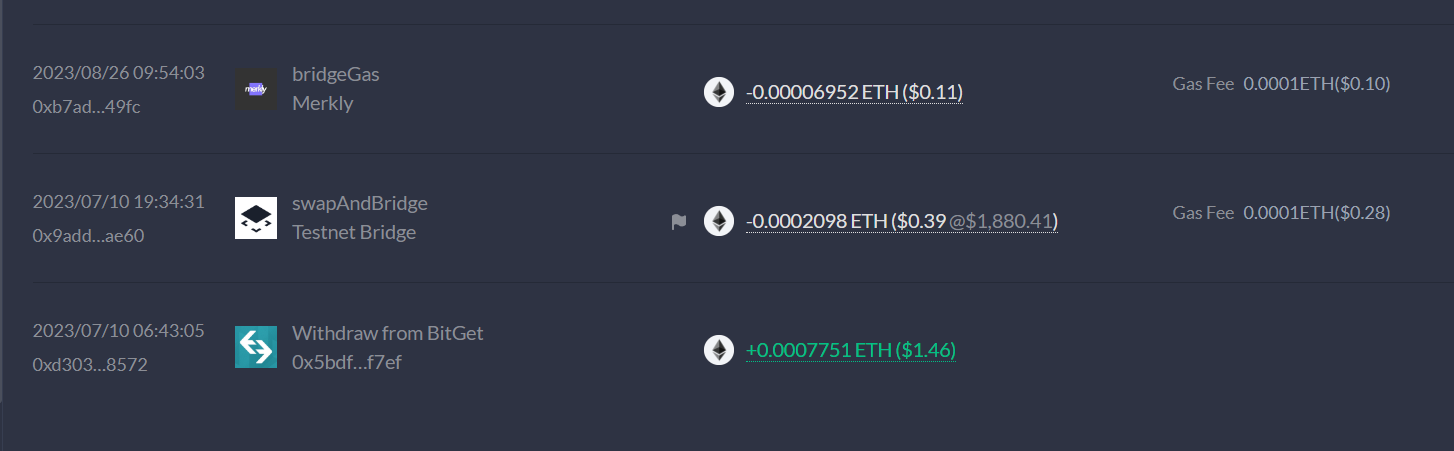 2023/08/26 09:54:03
0xb7ad...49fc
merkly
bridgeGas
Merkly
-0.00006952 ETH ($0.11)
Gas Fee 0.0001ETH($0.10)
2023/07/10 19:34:31
0x9add...ae60
swapAndBridge
Testnet Bridge
-0.0002098 ETH ($0.39 @$1,880.41)
Gas Fee 0.0001ETH($0.28)
2023/07/10 06:43:05
0xd303...8572
Withdraw from BitGet
0x5bdf...f7ef
+0.0007751 ETH ($1.46)